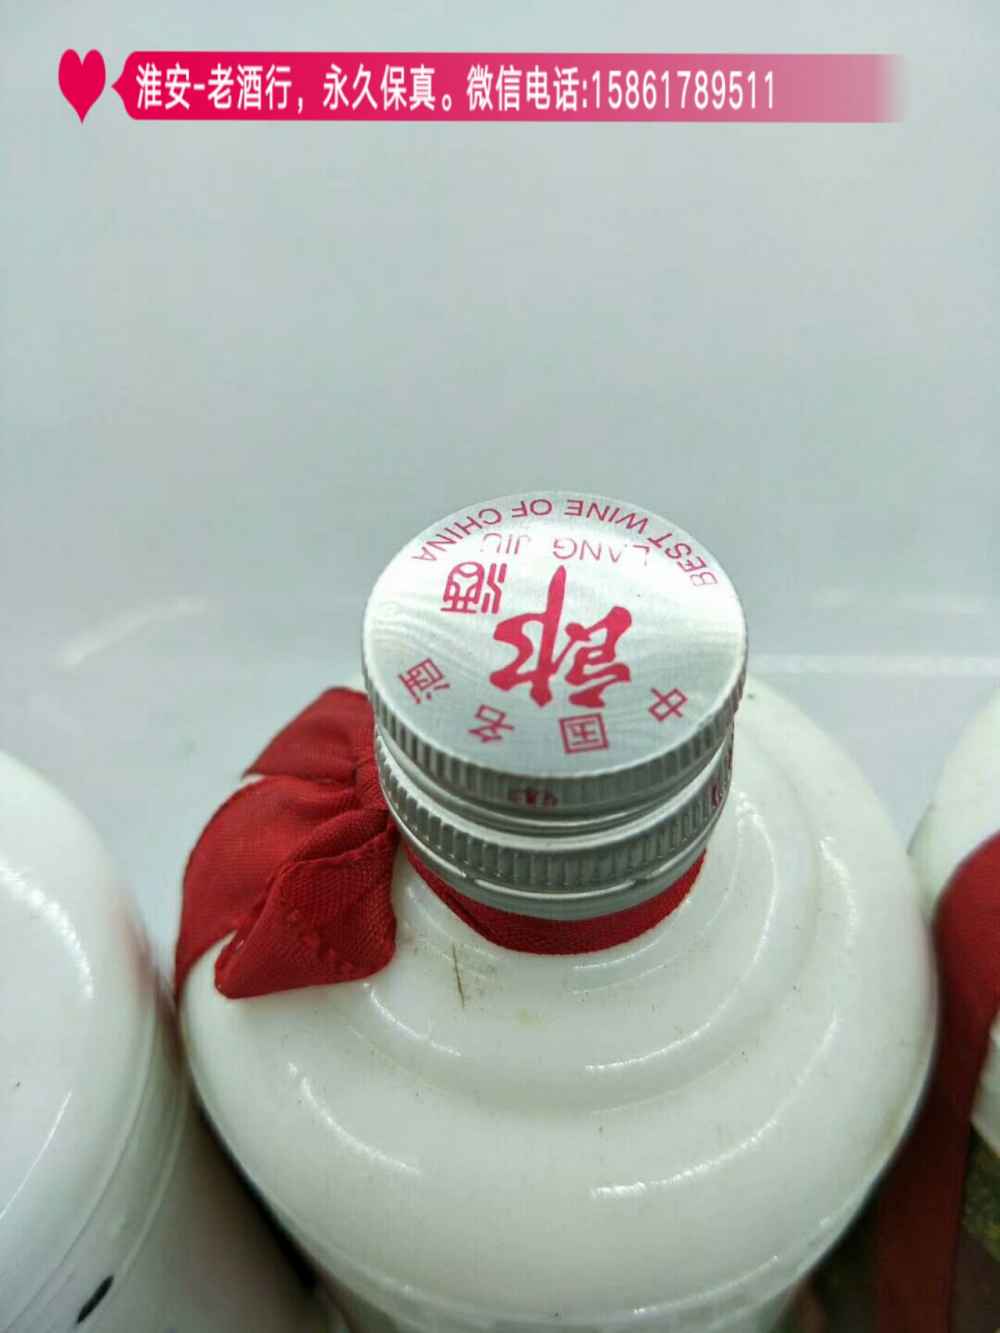 淮安-老酒行，永久保真。微信电话:15861789511
BEST WINE OF CHINA
LANG JIU
郎酒
中国名酒